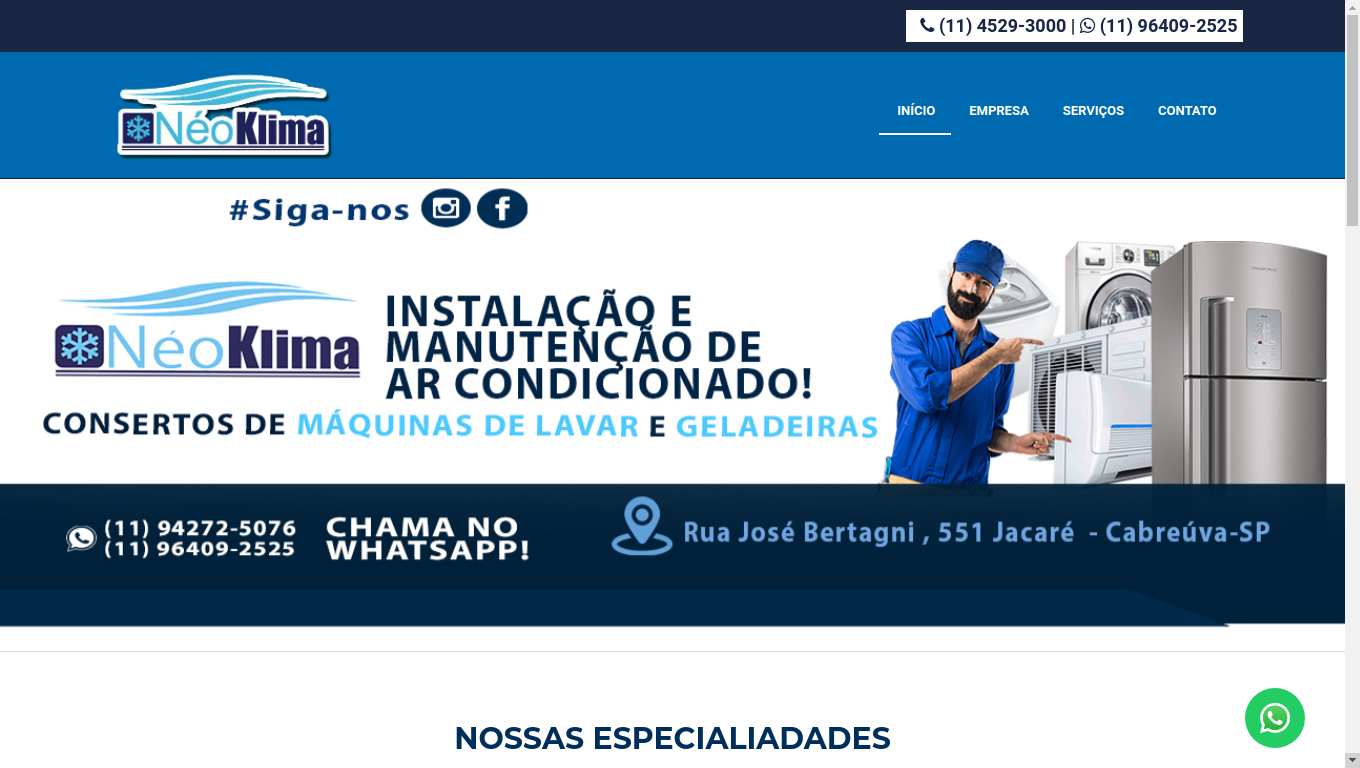 (11) 4529-3000 | (11) 96409-2525
NéoKlima
INÍCIO EMPRESA SERVIÇOS CONTATO
#Siga-nos
NéoKlima
INSTALAÇÃO E
MANUTENÇÃO DE
AR CONDICIONADO!
CONSERTOS DE MÁQUINAS DE LAVAR E GELADEIRAS
(11) 94272-5076
(11) 96409-2525
CHAMA NO
WHATSAPP!
Rua José Bertagni , 551 Jacaré - Cabreúva-SP
NOSSAS ESPECIALIADADES